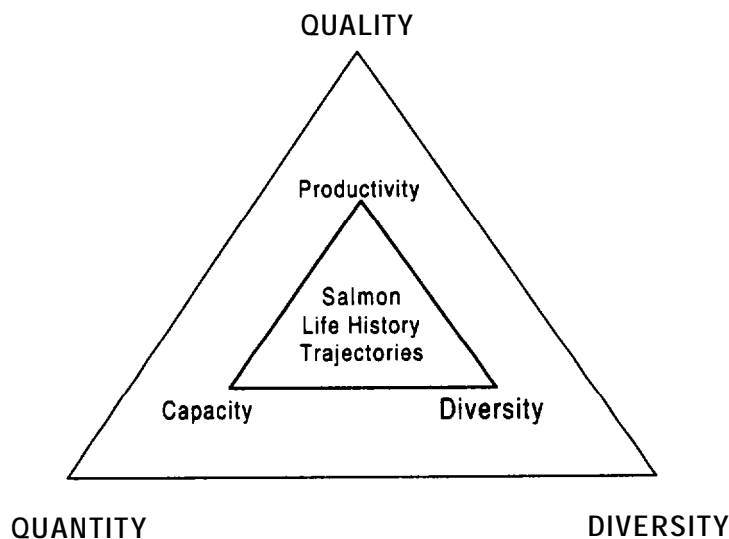 QUALITY
Productivity
Salmon
Life History
Trajectories
Capacity Diversity
QUANTITY DIVERSITY